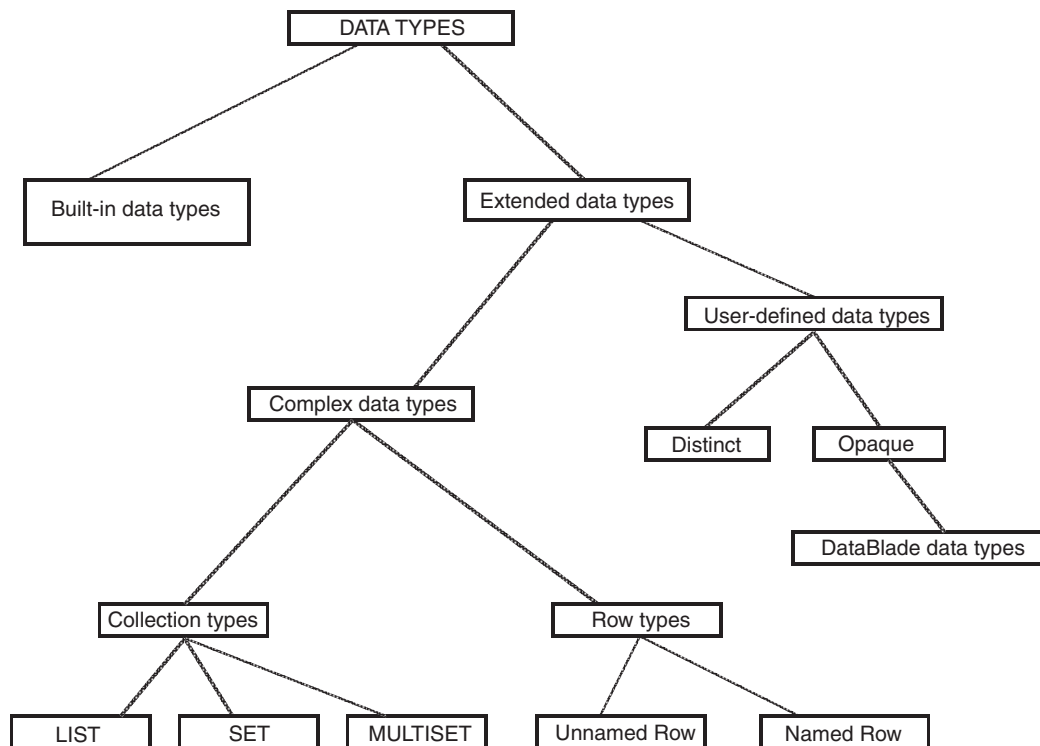 DATA TYPES
Built-in data types
Extended data types
User-defined data types
Complex data types
Distinct
Opaque
DataBlade data types
Collection types
Row types
LIST
SET
MULTISET
Unnamed Row
Named Row